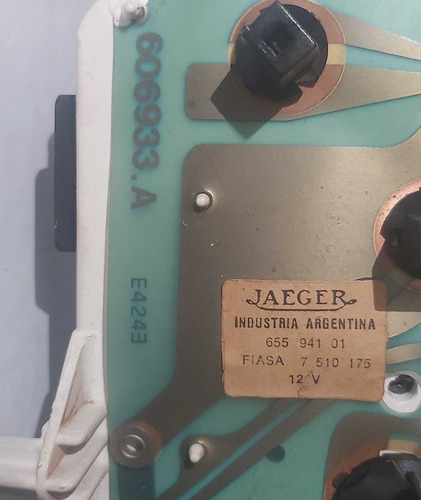 606933.A
E4243
JAEGER
INDUSTRIA ARGENTINA
655 941 01
FIASA 7 510 175
12 V